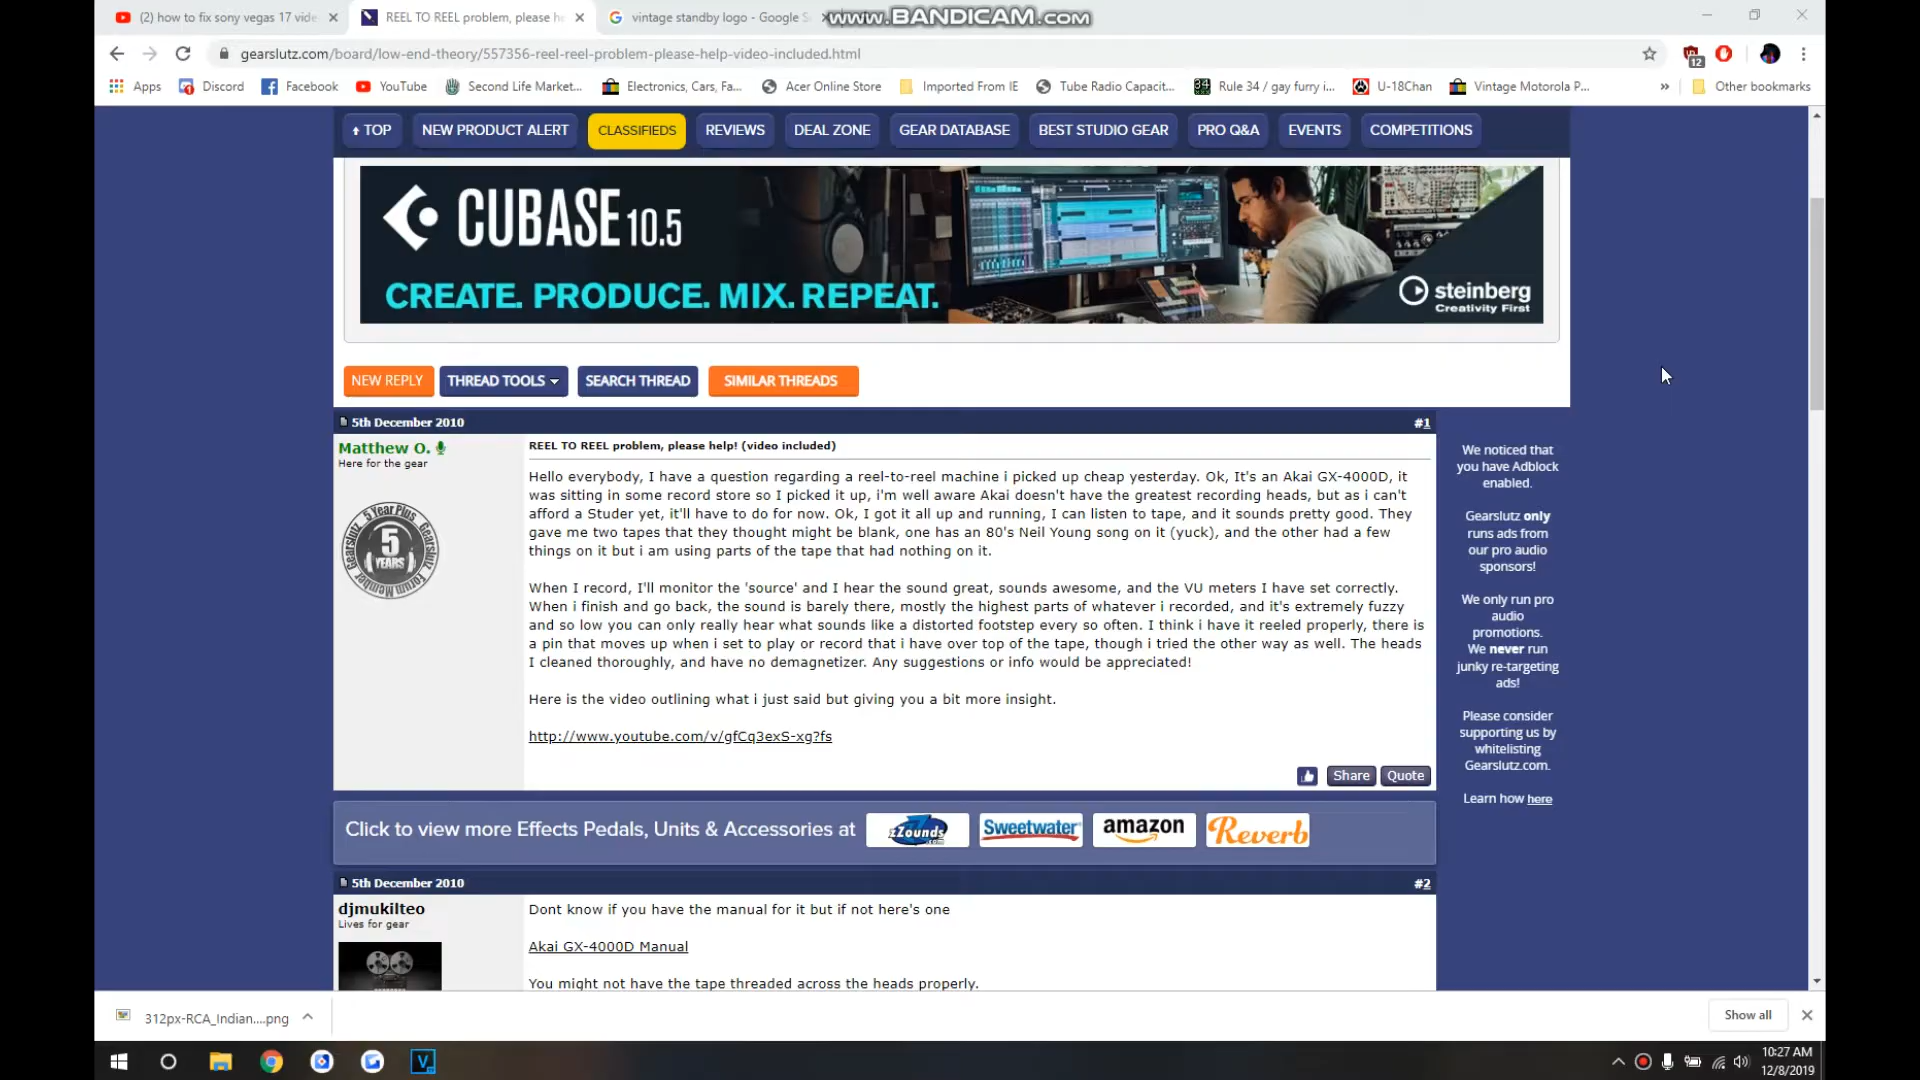 (2) how to fix sony vegas 17 vide
REEL TO REEL problem, please he
vintage standby logo - Google S
www.BANDICAM.com
gearslutz.com/board/low-end-theory/557356-reel-reel-problem-please-help-video-included.html
12
Apps
Discord
Facebook
YouTube
Second Life Market...
Electronics, Cars, Fa...
Acer Online Store
Imported From IE
Tube Radio Capacit...
Rule 34 / gay furry i...
U-18Chan
Vintage Motorola P...
»
Other bookmarks
TOP
NEW PRODUCT ALERT
CLASSIFIEDS
REVIEWS
DEAL ZONE
GEAR DATABASE
BEST STUDIO GEAR
PRO Q&A
EVENTS
COMPETITIONS
CUBASE 10.5
CREATE. PRODUCE. MIX. REPEAT.
steinberg
Creativity First
NEW REPLY
THREAD TOOLS
SEARCH THREAD
SIMILAR THREADS
5th December 2010
#1
Matthew O.
Here for the gear
5 Year Plus
5
YEARS
Gearslutz Forum Member
REEL TO REEL problem, please help! (video included)
Hello everybody, I have a question regarding a reel-to-reel machine i picked up cheap yesterday. Ok, It's an Akai GX-4000D, it
was sitting in some record store so I picked it up, i'm well aware Akai doesn't have the greatest recording heads, but as i can't
afford a Studer yet, it'll have to do for now. Ok, I got it all up and running, I can listen to tape, and it sounds pretty good. They
gave me two tapes that they thought might be blank, one has an 80's Neil Young song on it (yuck), and the other had a few
things on it but i am using parts of the tape that had nothing on it.
When I record, I'll monitor the 'source' and I hear the sound great, sounds awesome, and the VU meters I have set correctly.
When i finish and go back, the sound is barely there, mostly the highest parts of whatever i recorded, and it's extremely fuzzy
and so low you can only really hear what sounds like a distorted footstep every so often. I think i have it reeled properly, there is
a pin that moves up when i set to play or record that i have over top of the tape, though i tried the other way as well. The heads
I cleaned thoroughly, and have no demagnetizer. Any suggestions or info would be appreciated!
Here is the video outlining what i just said but giving you a bit more insight.
http://www.youtube.com/v/gfCq3exS-xg?fs
Share
Quote
We noticed that
you have Adblock
enabled.
Gearslutz only
runs ads from
our pro audio
sponsors!
We only run pro
audio
promotions.
We never run
junky re-targeting
ads!
Please consider
supporting us by
whitelisting
Gearslutz.com.
Learn how here
Click to view more Effects Pedals, Units & Accessories at
zZounds.com
Sweetwater
amazon
Reverb
5th December 2010
#2
djmukilteo
Lives for gear
Dont know if you have the manual for it but if not here's one
Akai GX-4000D Manual
You might not have the tape threaded across the heads properly.
312px-RCA_Indian....png
Show all
10:27 AM
12/8/2019